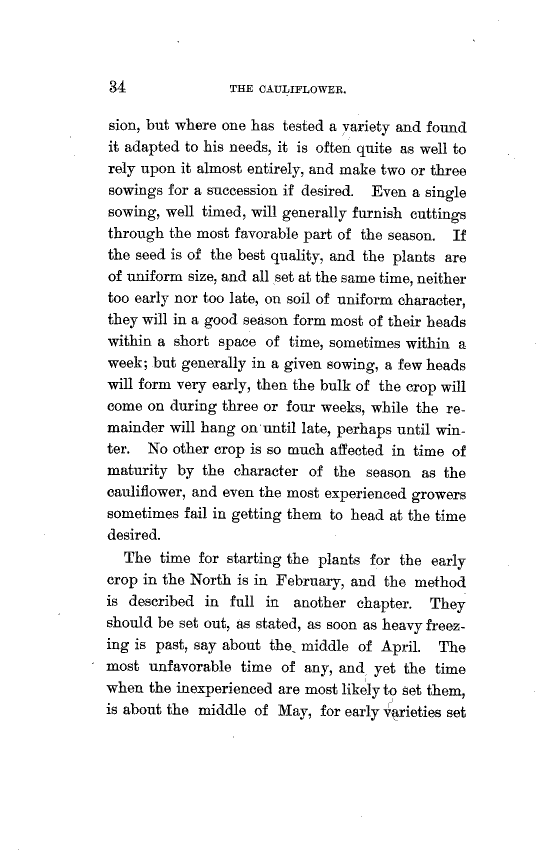 34 THE CAULIFLOWER.
sion, but where one has tested a variety and found
it adapted to his needs, it is often quite as well to
rely upon it almost entirely, and make two or three
sowings for a succession if desired. Even a single
sowing, well timed, will generally furnish cuttings
through the most favorable part of the season. If
the seed is of the best quality, and the plants are
of uniform size, and all set at the same time, neither
too early nor too late, on soil of uniform character,
they will in a good season form most of their heads
within a short space of time, sometimes within a
week; but generally in a given sowing, a few heads
will form very early, then the bulk of the crop will
come on during three or four weeks, while the re-
mainder will hang on until late, perhaps until win-
ter. No other crop is so much affected in time of
maturity by the character of the season as the
cauliflower, and even the most experienced growers
sometimes fail in getting them to head at the time
desired.
The time for starting the plants for the early
crop in the North is in February, and the method
is described in full in another chapter. They
should be set out, as stated, as soon as heavy freez-
ing is past, say about the middle of April. The
most unfavorable time of any, and yet the time
when the inexperienced are most likely to set them,
is about the middle of May, for early varieties set